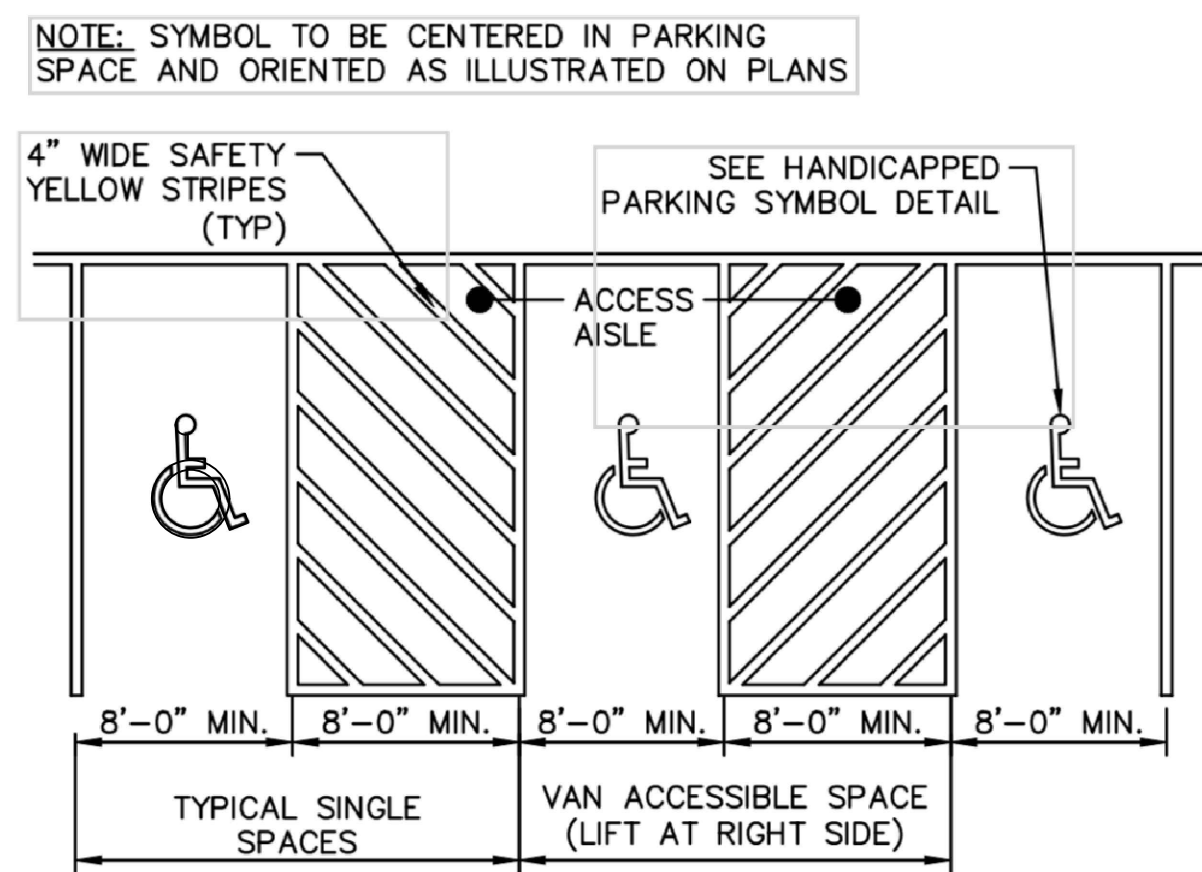 NOTE: SYMBOL TO BE CENTERED IN PARKING
SPACE AND ORIENTED AS ILLUSTRATED ON PLANS
4” WIDE SAFETY
YELLOW STRIPES
(TYP)
SEE HANDICAPPED
PARKING SYMBOL DETAIL
ACCESS
AISLE
8’-0” MIN.
8’-0” MIN.
8’-0” MIN.
8’-0” MIN.
8’-0” MIN.
TYPICAL SINGLE
SPACES
VAN ACCESSIBLE SPACE
(LIFT AT RIGHT SIDE)